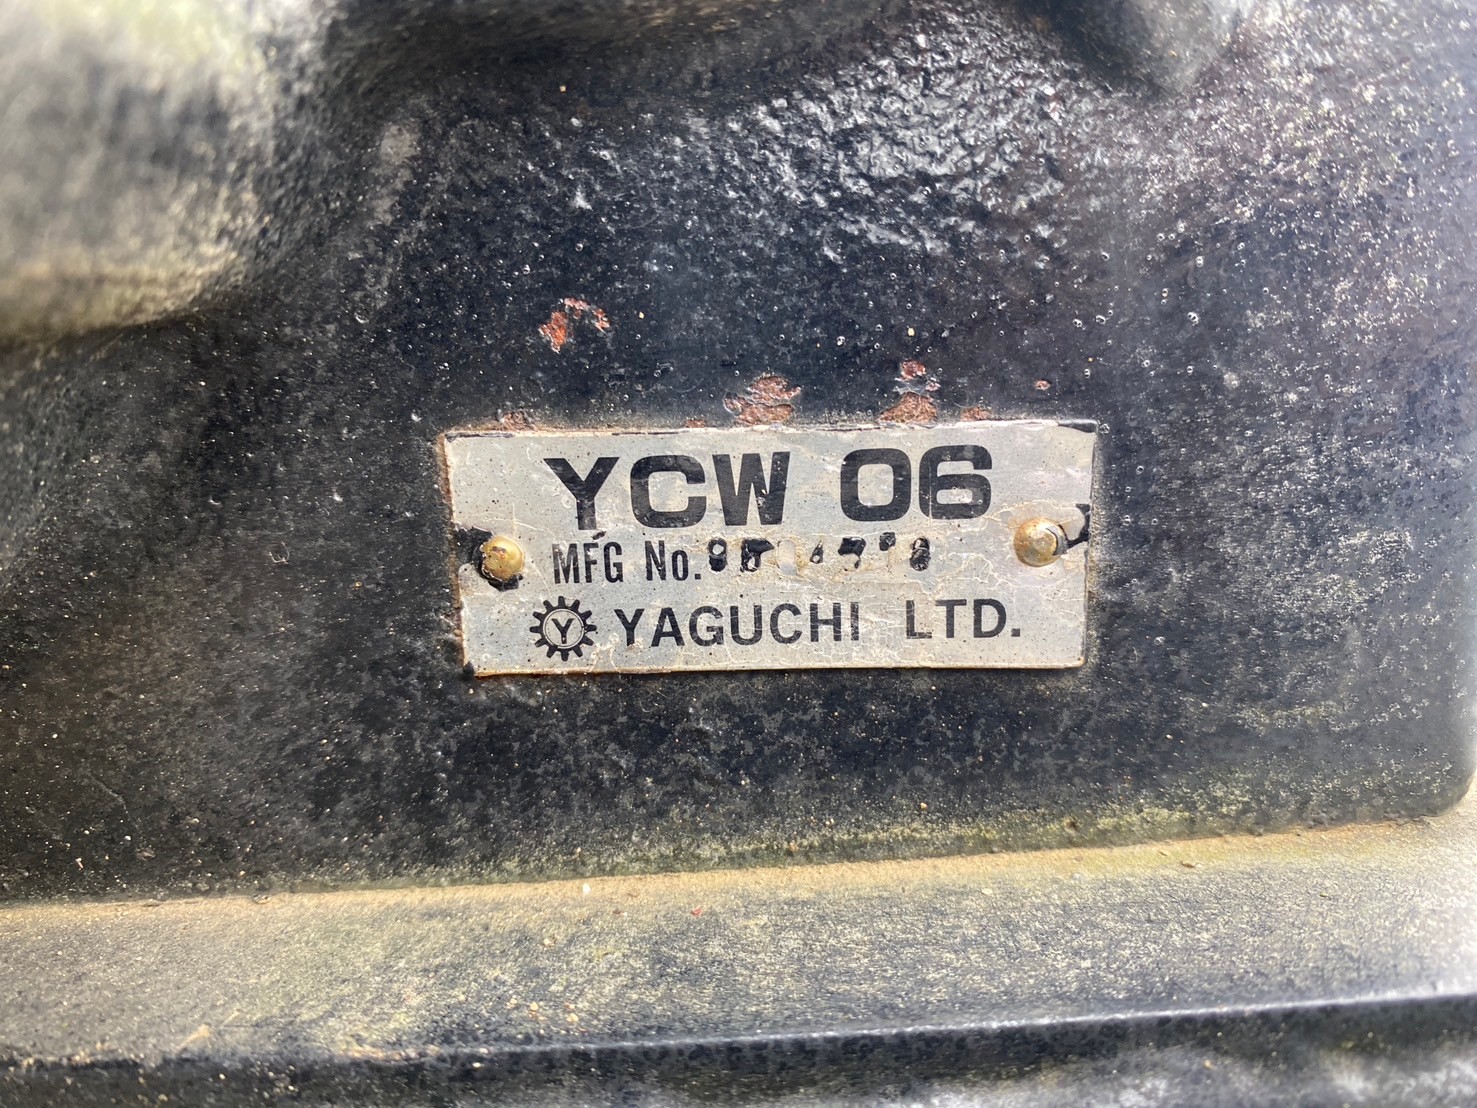 YCW 06
MFG No.
Y YAGUCHI LTD.